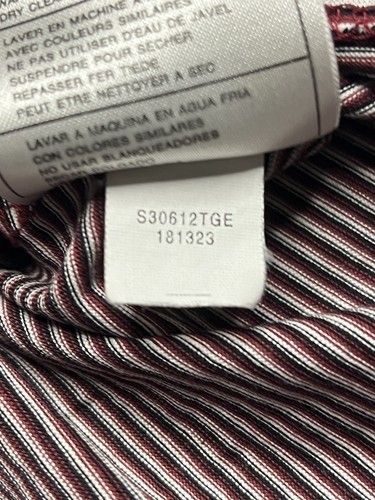 DRY CLEA
LAVER EN MACHINE A
AVEC COULEURS SIMILAIRES
NE PAS UTILISER D'EAU DE JAVEL
SUSPENDRE POUR SECHER
REPASSER FER TIEDE
PEUT ETRE NETTOYER A SEC
LAVAR A MAQUINA EN AGUA FRIA
CON COLORES SIMILARES
NO USAR BLANQUEADORES
S30612TGE
181323